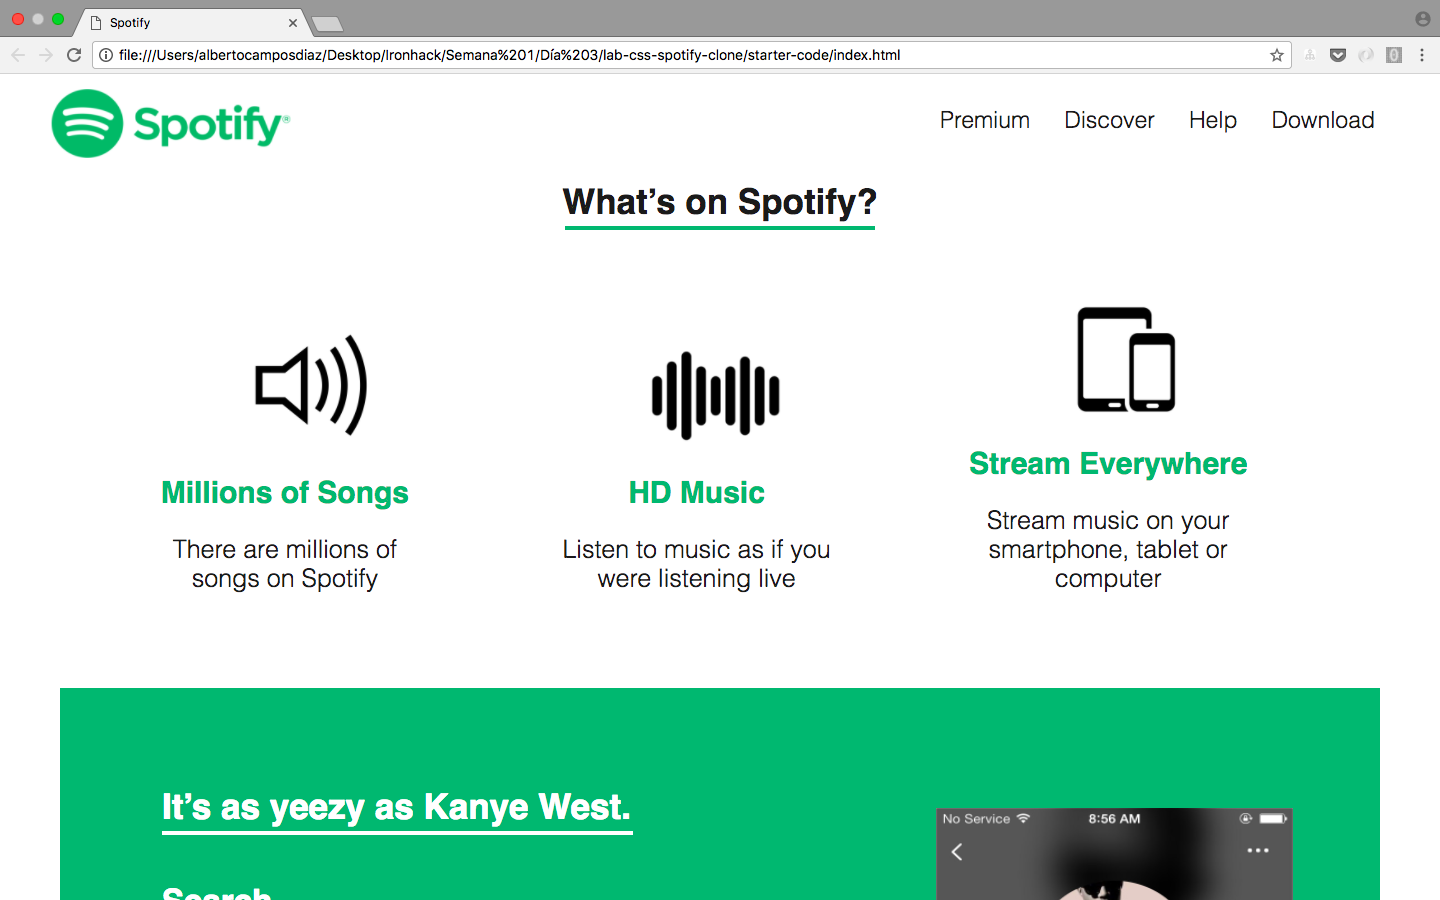 Spotify
file:///Users/albertocamposdiaz/Desktop/Ironhack/Semana%201/Día%203/lab-css-spotify-clone/starter-code/index.html
Spotify®
Premium Discover Help Download
What’s on Spotify?
Millions of Songs
There are millions of
songs on Spotify
HD Music
Listen to music as if you
were listening live
Stream Everywhere
Stream music on your
smartphone, tablet or
computer
It’s as yeezy as Kanye West.
Search
No Service 8:56 AM